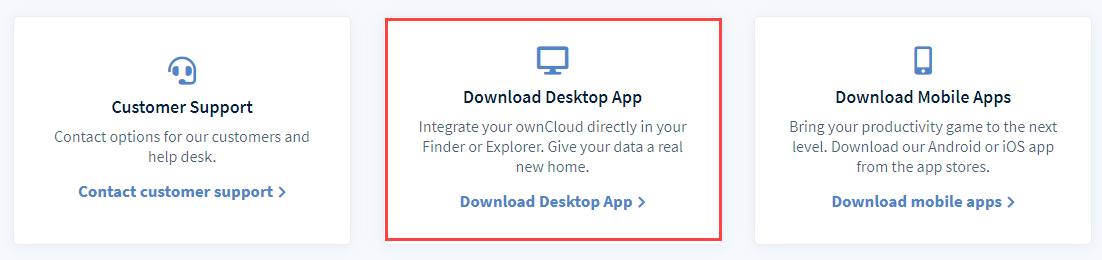 Customer Support
Contact options for our customers and
help desk.
Contact customer support
Download Desktop App
Integrate your ownCloud directly in your
Finder or Explorer. Give your data a real
new home.
Download Desktop App
Download Mobile Apps
Bring your productivity game to the next
level. Download our Android or iOS app
from the app stores.
Download mobile apps